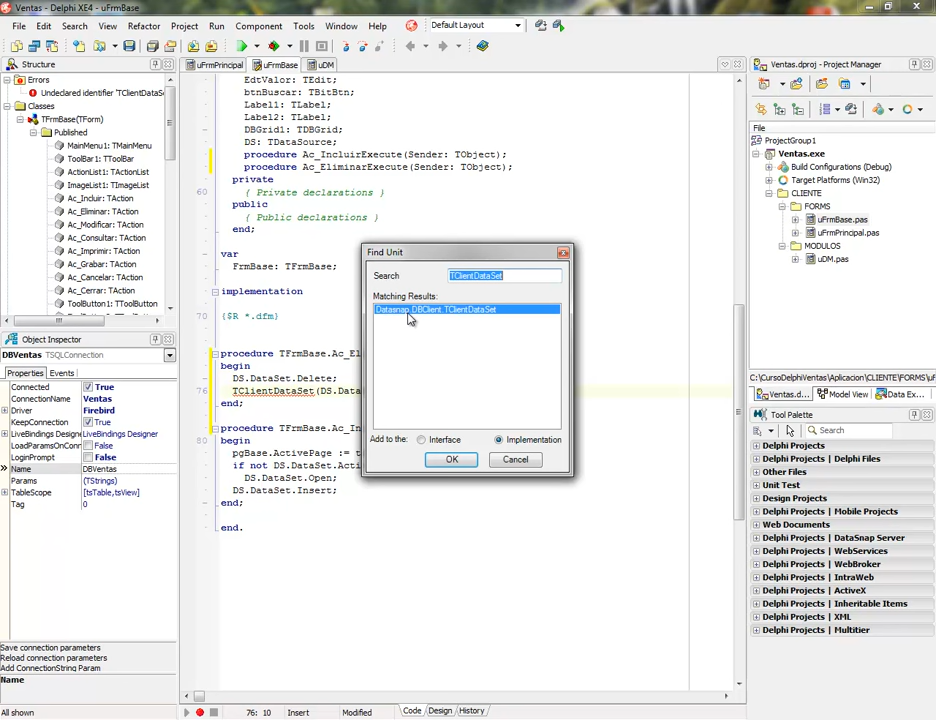 Ventas - Delphi XE4 - uFrmBase
File Edit Search View Refactor Project Run Component Tools Window Help
Default Layout
Structure
Errors
Undeclared identifier 'TClientDataS
Classes
TFrmBase(TForm)
Published
MainMenu1: TMainMenu
ToolBar1: TToolBar
ActionList1: TActionList
ImageList1: TImageList
Ac_Incluir: TAction
Ac_Eliminar: TAction
Ac_Modificar: TAction
Ac_Consultar: TAction
Ac_Imprimir: TAction
Ac_Grabar: TAction
Ac_Cancelar: TAction
Ac_Cerrar: TAction
ToolButton1: TToolButton
Object Inspector
DBVentas TSQLConnection
Properties Events
Connected True
ConnectionName Ventas
Driver Firebird
KeepConnection True
LiveBindings Designer LiveBindings Designer
LoadParamsOnConn False
LoginPrompt False
Name DBVentas
Params (TStrings)
TableScope [tsTable,tsView]
Tag 0
Save connection parameters
Reload connection parameters
Add ConnectionString Param
Name
All shown
uFrmPrincipal uFrmBase uDM
EdtValor: TEdit;
btnBuscar: TBitBtn;
Label1: TLabel;
Label2: TLabel;
DBGrid1: TDBGrid;
DS: TDataSource;
procedure Ac_IncluirExecute(Sender: TObject);
procedure Ac_EliminarExecute(Sender: TObject);
private
60 { Private declarations }
public
{ Public declarations }
end;
var
FrmBase: TFrmBase;
implementation
70 {$R *.dfm}
procedure TFrmBase.Ac_El
begin
DS.DataSet.Delete;
76 TClientDataSet(DS.Data
end;
procedure TFrmBase.Ac_In
80 begin
pgBase.ActivePage := t
if not DS.DataSet.Acti
DS.DataSet.Open;
DS.DataSet.Insert;
end;
end.
Find Unit
Search TClientDataSet
Matching Results:
Datasnap.DBClient.TClientDataSet
Add to the: Interface Implementation
OK Cancel
76: 10 Insert Modified Code Design History
Ventas.dproj - Project Manager
File
ProjectGroup1
Ventas.exe
Build Configurations (Debug)
Target Platforms (Win32)
CLIENTE
FORMS
uFrmBase.pas
uFrmPrincipal.pas
MODULOS
uDM.pas
C:\CursoDelphiVentas\Aplicacion\CLIENTE\FORMS\u
Ventas.d... Model View Data Ex...
Tool Palette
Search
Delphi Projects
Delphi Projects | Delphi Files
Other Files
Unit Test
Design Projects
Delphi Projects | Mobile Projects
Web Documents
Delphi Projects | DataSnap Server
Delphi Projects | WebServices
Delphi Projects | WebBroker
Delphi Projects | IntraWeb
Delphi Projects | ActiveX
Delphi Projects | Inheritable Items
Delphi Projects | XML
Delphi Projects | Multitier